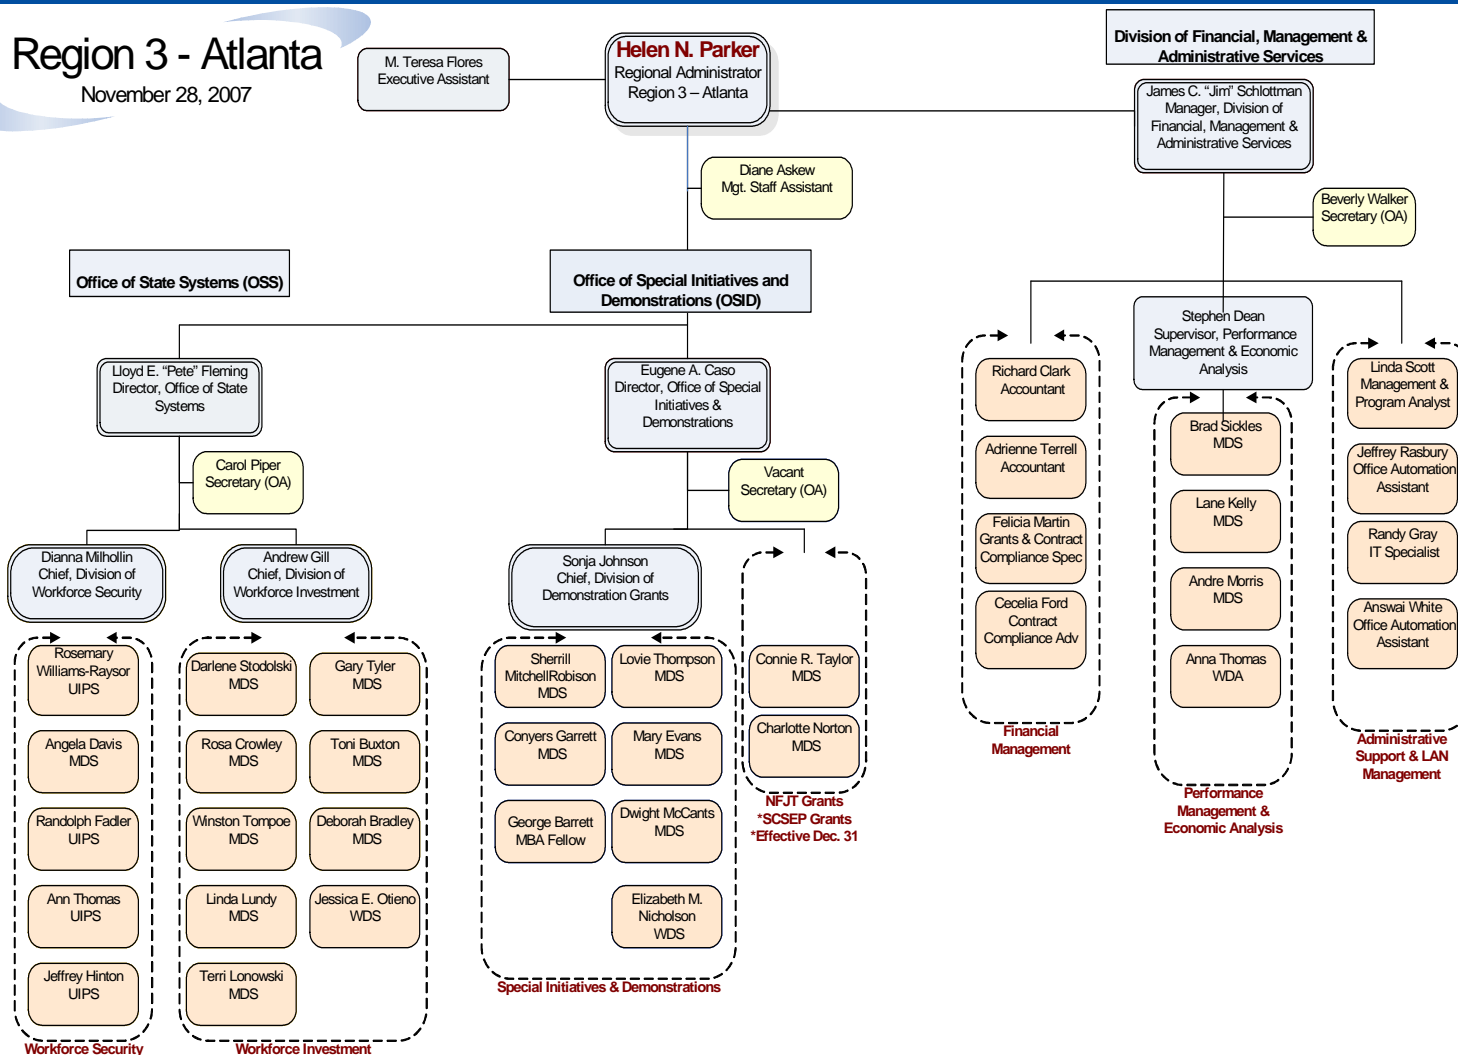 Region 3 - Atlanta
November 28, 2007
M. Teresa Flores
Executive Assistant
Helen N. Parker
Regional Administrator
Region 3 – Atlanta
Division of Financial, Management &
Administrative Services
James C. “Jim” Schlottman
Manager, Division of
Financial, Management &
Administrative Services
Diane Askew
Mgt. Staff Assistant
Beverly Walker
Secretary (OA)
Office of State Systems (OSS)
Office of Special Initiatives and
Demonstrations (OSID)
Lloyd E. “Pete” Fleming
Director, Office of State
Systems
Eugene A. Caso
Director, Office of Special
Initiatives &
Demonstrations
Stephen Dean
Supervisor, Performance
Management & Economic
Analysis
Carol Piper
Secretary (OA)
Vacant
Secretary (OA)
Dianna Milhollin
Chief, Division of
Workforce Security
Andrew Gill
Chief, Division of
Workforce Investment
Sonja Johnson
Chief, Division of
Demonstration Grants
Rosemary
Williams-Raysor
UIPS
Angela Davis
MDS
Randolph Fadler
UIPS
Ann Thomas
UIPS
Jeffrey Hinton
UIPS
Workforce Security
Darlene Stodolski
MDS
Rosa Crowley
MDS
Winston Tompoe
MDS
Linda Lundy
MDS
Terri Lonowski
MDS
Gary Tyler
MDS
Toni Buxton
MDS
Deborah Bradley
MDS
Jessica E. Otieno
WDS
Workforce Investment
Sherrill
MitchellRobison
MDS
Conyers Garrett
MDS
George Barrett
MBA Fellow
Lovie Thompson
MDS
Mary Evans
MDS
Dwight McCants
MDS
Elizabeth M.
Nicholson
WDS
Special Initiatives & Demonstrations
Connie R. Taylor
MDS
Charlotte Norton
MDS
NFJT Grants
*SCSEP Grants
*Effective Dec. 31
Richard Clark
Accountant
Adrienne Terrell
Accountant
Felicia Martin
Grants & Contract
Compliance Spec
Cecelia Ford
Contract
Compliance Adv
Financial
Management
Brad Sickles
MDS
Lane Kelly
MDS
Andre Morris
MDS
Anna Thomas
WDA
Performance
Management &
Economic Analysis
Linda Scott
Management &
Program Analyst
Jeffrey Rasbury
Office Automation
Assistant
Randy Gray
IT Specialist
Answai White
Office Automation
Assistant
Administrative
Support & LAN
Management